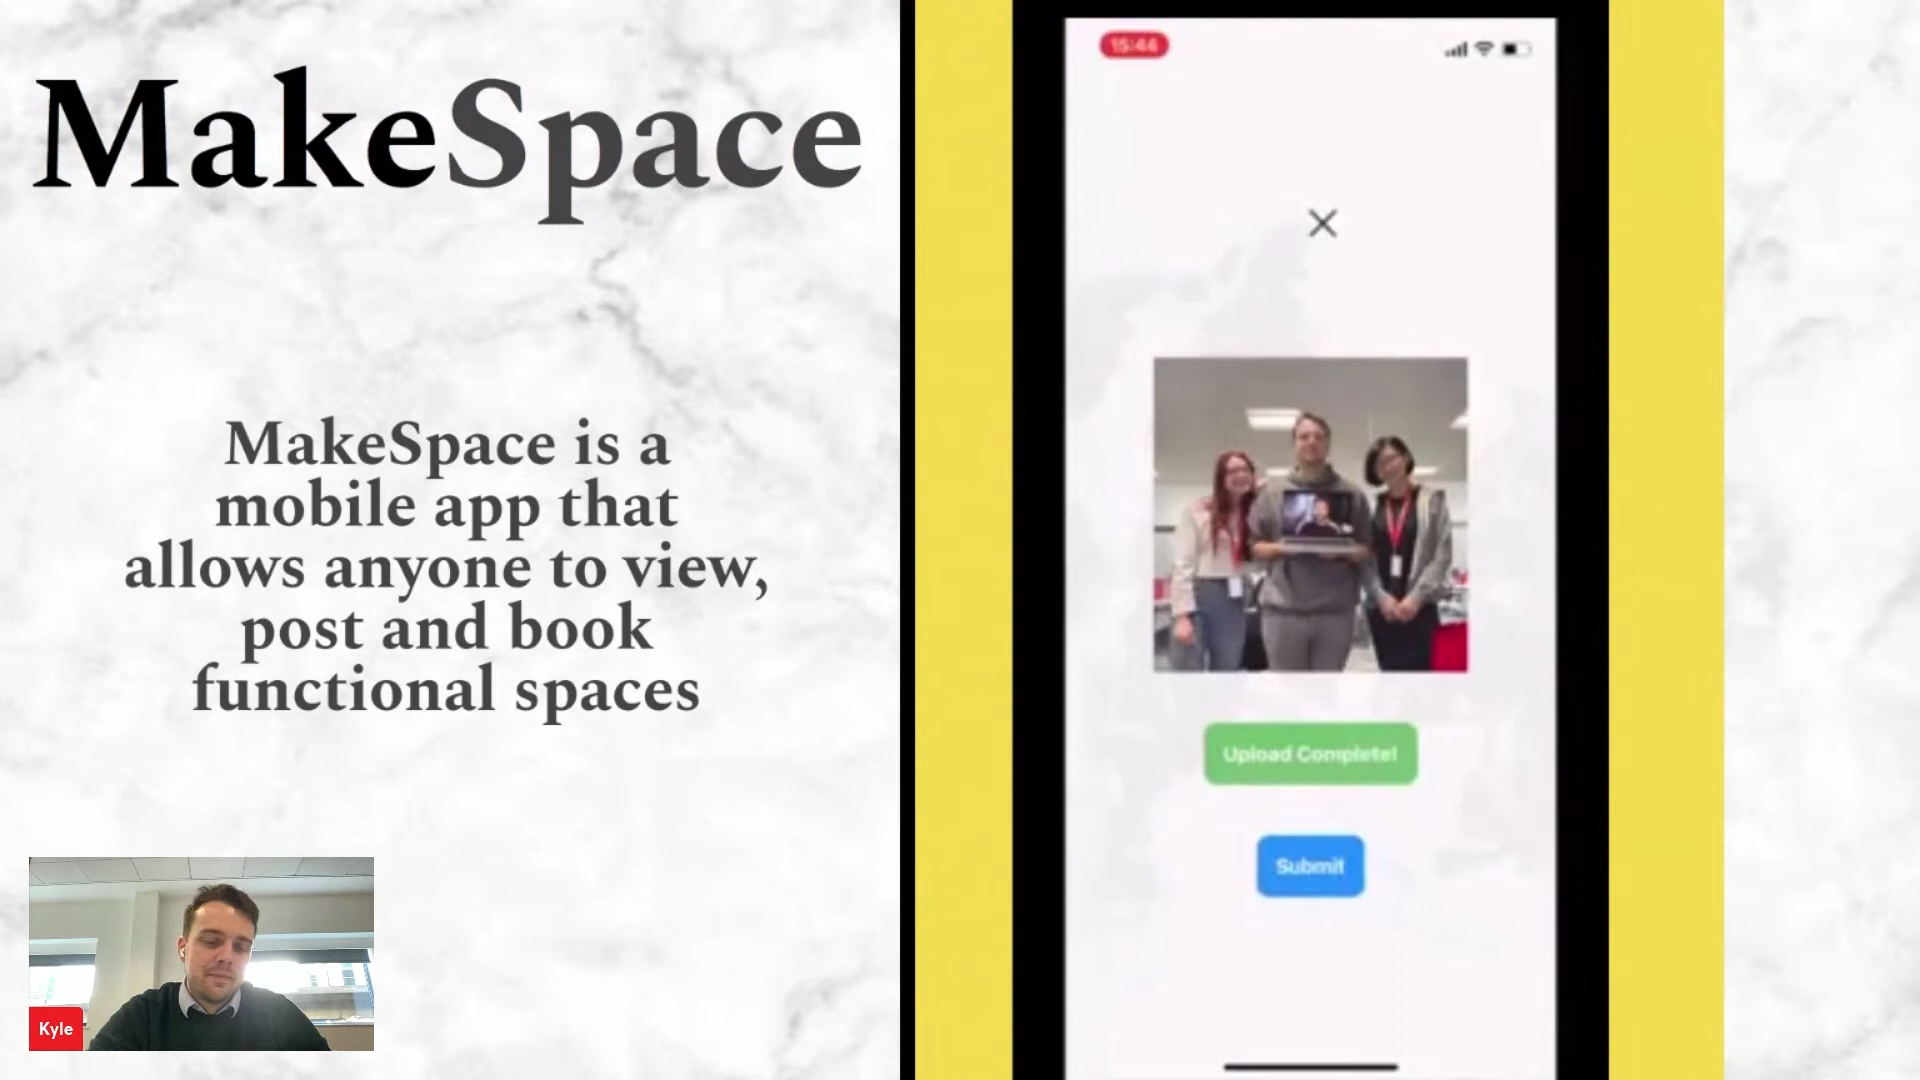 MakeSpace
MakeSpace is a
mobile app that
allows anyone to view,
post and book
functional spaces
Kyle
15:44
Upload Complete!
Submit